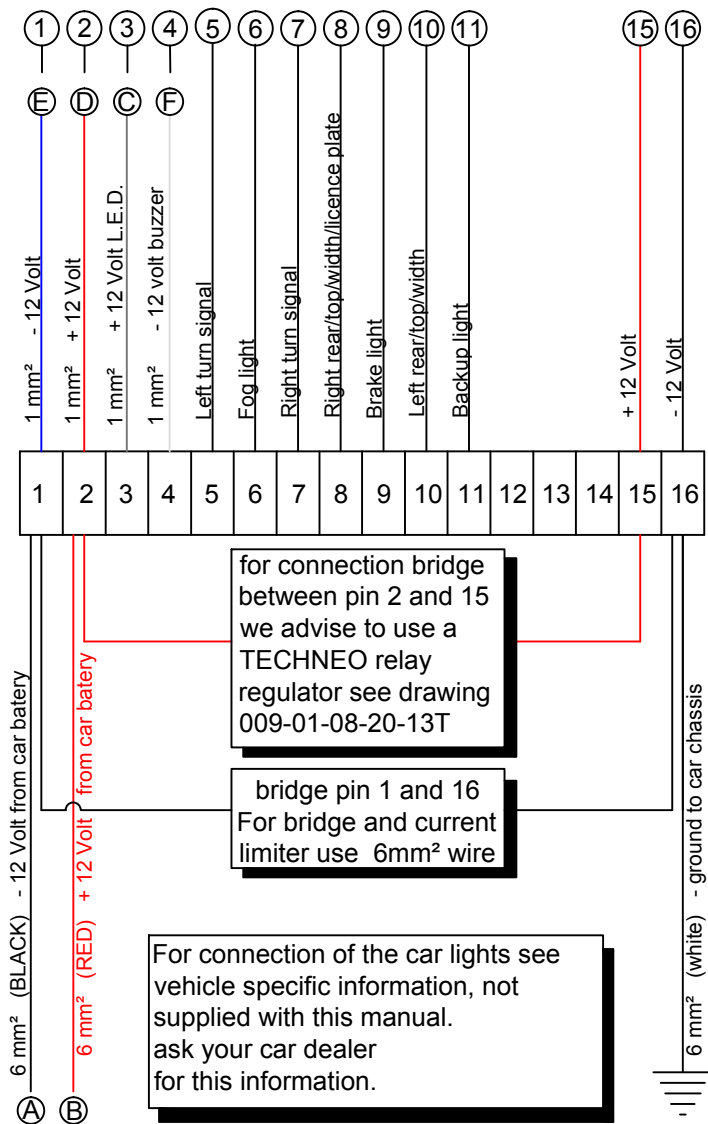 1 2 3 4 5 6 7 8 9 10 11 15 16
E D C F
1 mm² - 12 Volt
1 mm² + 12 Volt
1 mm² + 12 Volt L.E.D.
1 mm² - 12 volt buzzer
Left turn signal
Fog light
Right turn signal
Right rear/top/width/licence plate
Brake light
Left rear/top/width
Backup light
+ 12 Volt
- 12 Volt
1 2 3 4 5 6 7 8 9 10 11 12 13 14 15 16
for connection bridge
between pin 2 and 15
we advise to use a
TECHNEO relay
regulator see drawing
009-01-08-20-13T
bridge pin 1 and 16
For bridge and current
limiter use 6mm² wire
6 mm² (BLACK) - 12 Volt from car batery
6 mm² (RED) + 12 Volt from car batery
6 mm² (white) - ground to car chassis
For connection of the car lights see
vehicle specific information, not
supplied with this manual.
ask your car dealer
for this information.
A B